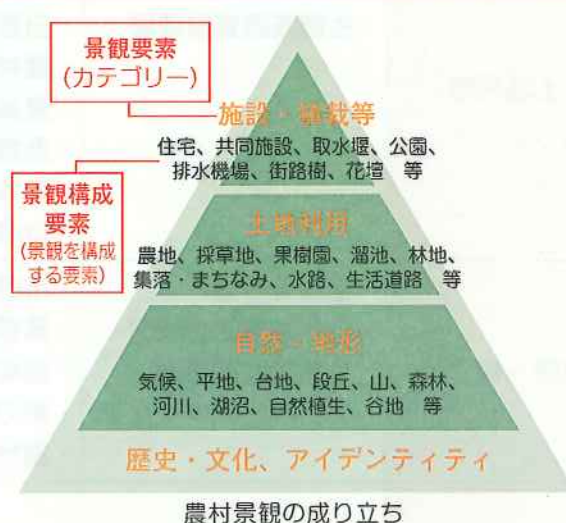 景観要素
(カテゴリー)
施設・植栽等
住宅、共同施設、取水堰、公園、
排水機場、街路樹、花壇 等
景観構成
要素
(景観を構成
する要素)
土地利用
農地、採草地、果樹園、溜池、林地、
集落・まちなみ、水路、生活道路 等
自然・地形
気候、平地、台地、段丘、山、森林、
河川、湖沼、自然植生、谷地 等
歴史・文化、アイデンティティ
農村景観の成り立ち